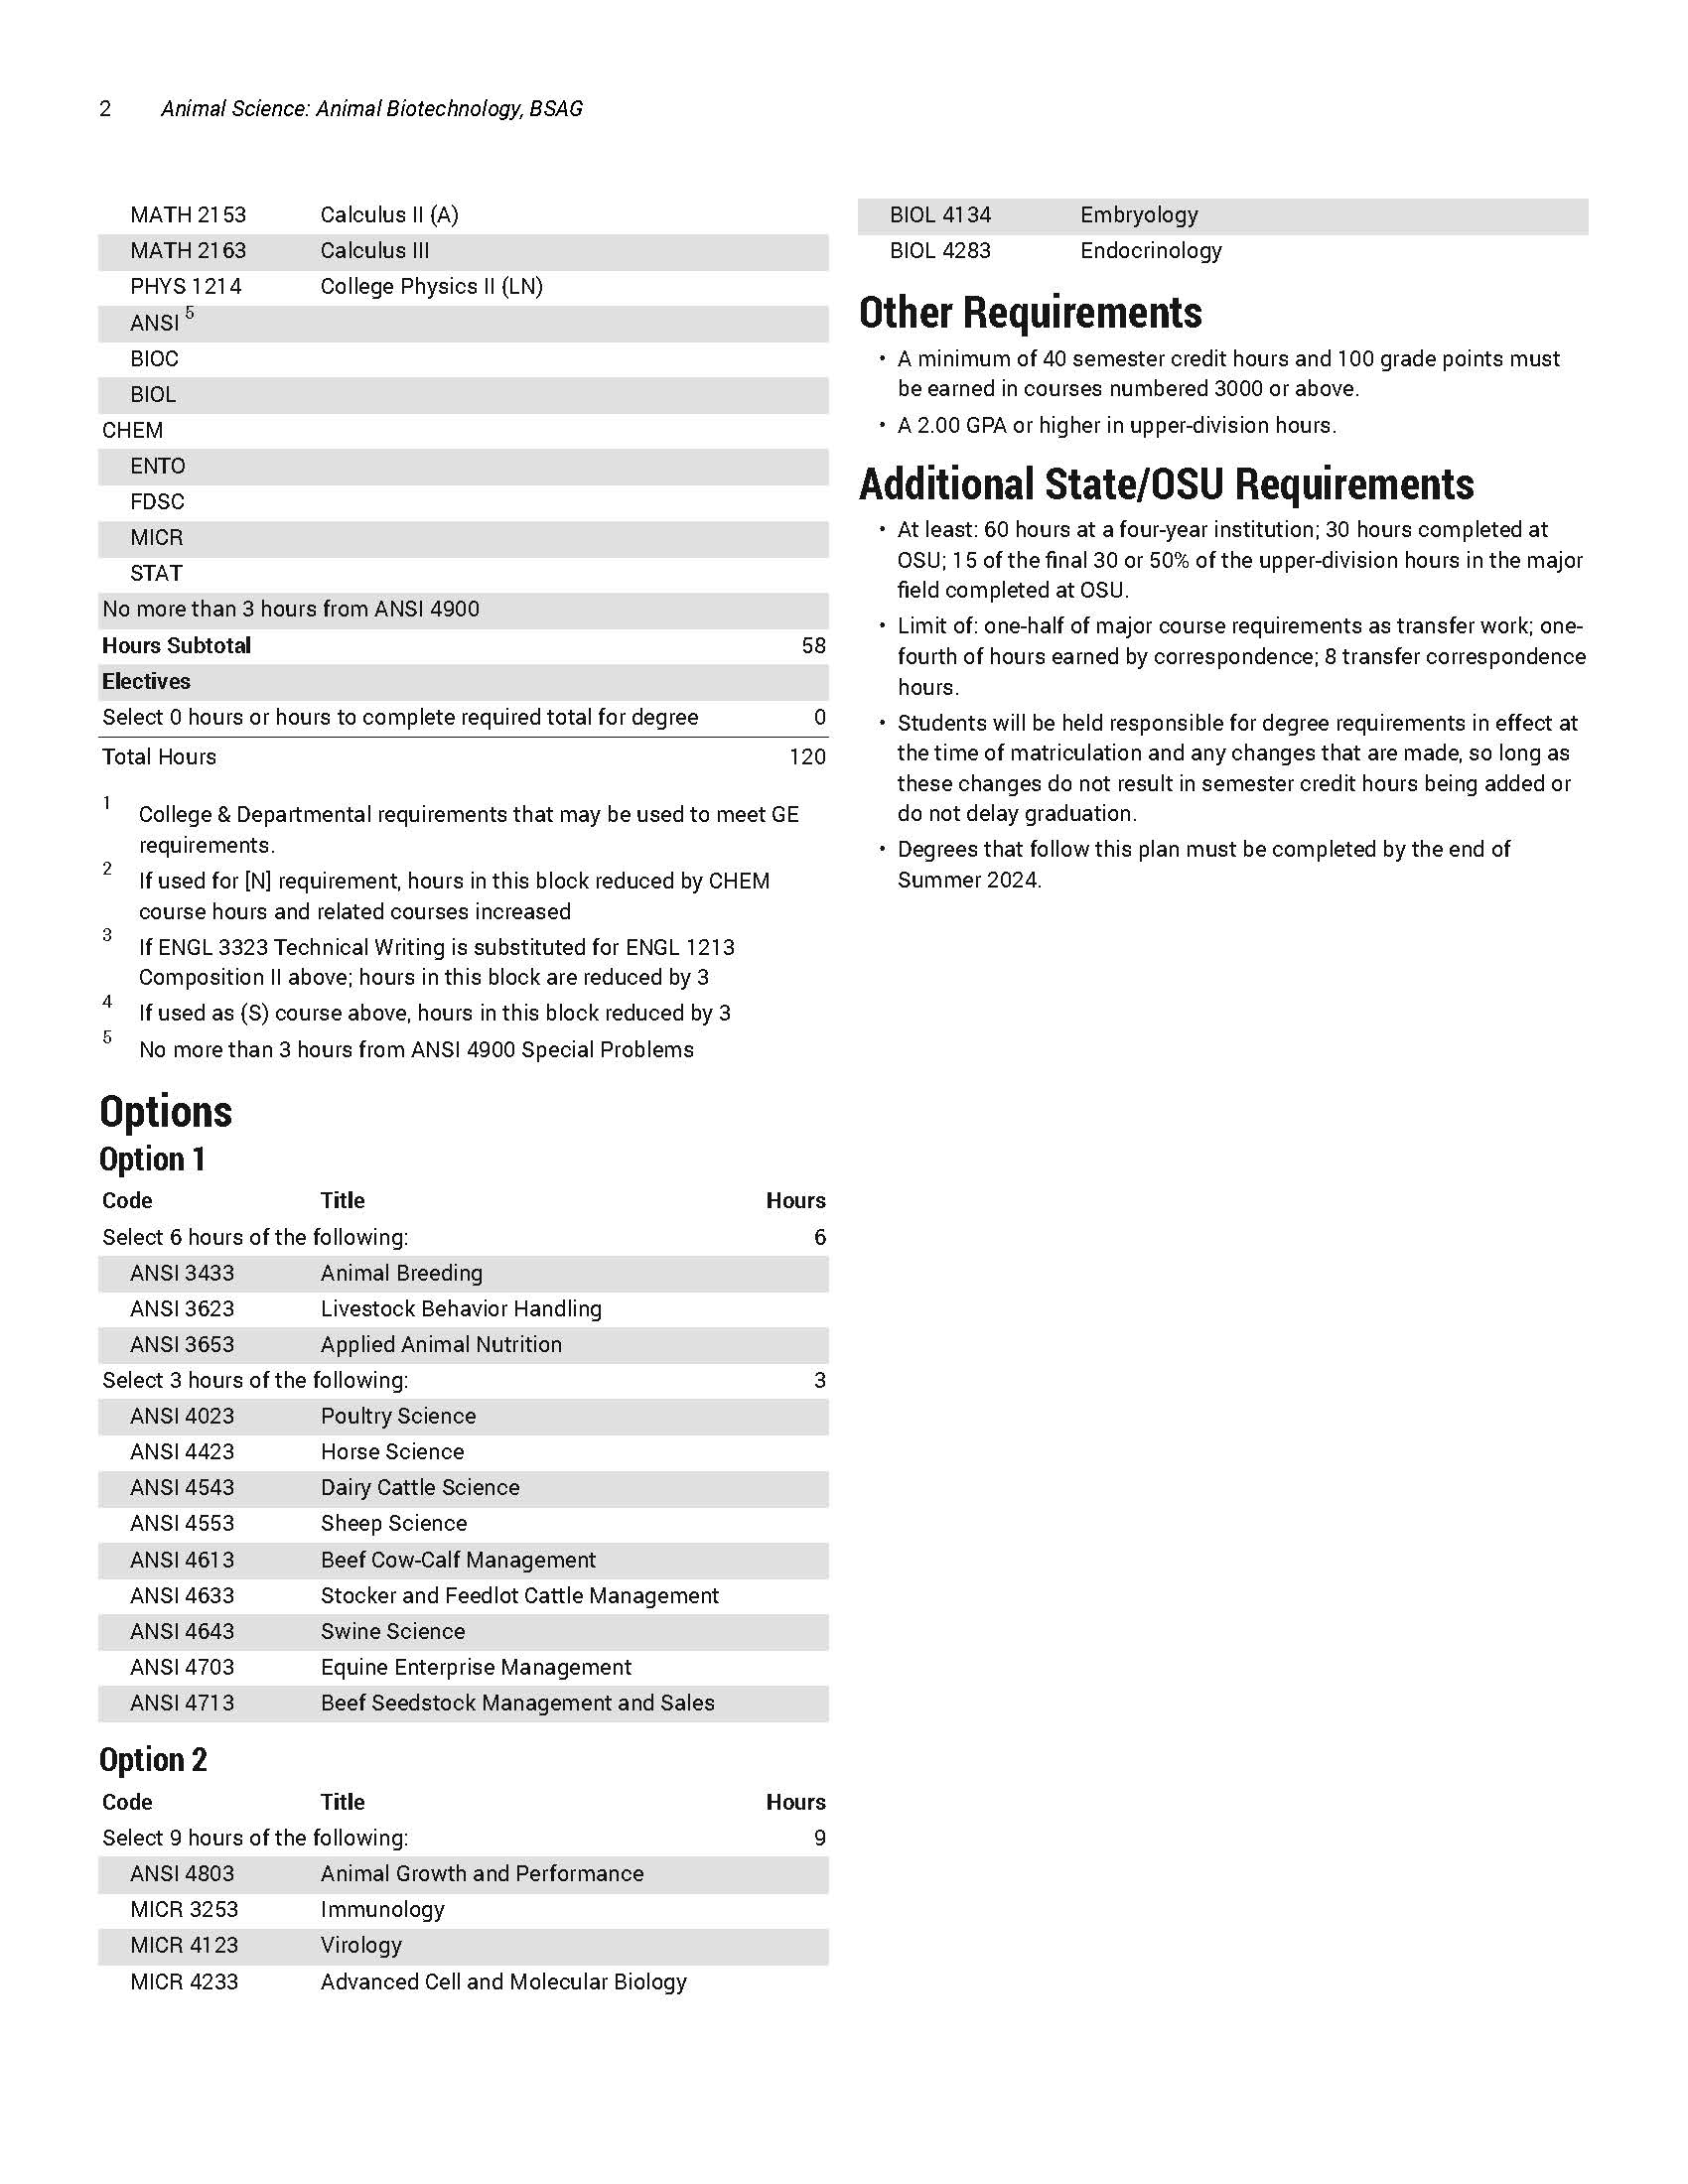 2 Animal Science: Animal Biotechnology, BSAG
MATH 2153 Calculus II (A)
MATH 2163 Calculus III
PHYS 1214 College Physics II (LN)
ANSI 5
BIOC
BIOL
CHEM
ENTO
FDSC
MICR
STAT
No more than 3 hours from ANSI 4900
Hours Subtotal 58
Electives
Select 0 hours or hours to complete required total for degree 0
Total Hours 120
1 College & Departmental requirements that may be used to meet GE
requirements.
2 If used for [N] requirement, hours in this block reduced by CHEM
course hours and related courses increased
3 If ENGL 3323 Technical Writing is substituted for ENGL 1213
Composition II above; hours in this block are reduced by 3
4 If used as (S) course above, hours in this block reduced by 3
5 No more than 3 hours from ANSI 4900 Special Problems
Options
Option 1
Code Title Hours
Select 6 hours of the following: 6
ANSI 3433 Animal Breeding
ANSI 3623 Livestock Behavior Handling
ANSI 3653 Applied Animal Nutrition
Select 3 hours of the following: 3
ANSI 4023 Poultry Science
ANSI 4423 Horse Science
ANSI 4543 Dairy Cattle Science
ANSI 4553 Sheep Science
ANSI 4613 Beef Cow-Calf Management
ANSI 4633 Stocker and Feedlot Cattle Management
ANSI 4643 Swine Science
ANSI 4703 Equine Enterprise Management
ANSI 4713 Beef Seedstock Management and Sales
Option 2
Code Title Hours
Select 9 hours of the following: 9
ANSI 4803 Animal Growth and Performance
MICR 3253 Immunology
MICR 4123 Virology
MICR 4233 Advanced Cell and Molecular Biology
BIOL 4134 Embryology
BIOL 4283 Endocrinology
Other Requirements
• A minimum of 40 semester credit hours and 100 grade points must
be earned in courses numbered 3000 or above.
• A 2.00 GPA or higher in upper-division hours.
Additional State/OSU Requirements
• At least: 60 hours at a four-year institution; 30 hours completed at
OSU; 15 of the final 30 or 50% of the upper-division hours in the major
field completed at OSU.
• Limit of: one-half of major course requirements as transfer work; one-
fourth of hours earned by correspondence; 8 transfer correspondence
hours.
• Students will be held responsible for degree requirements in effect at
the time of matriculation and any changes that are made, so long as
these changes do not result in semester credit hours being added or
do not delay graduation.
• Degrees that follow this plan must be completed by the end of
Summer 2024.